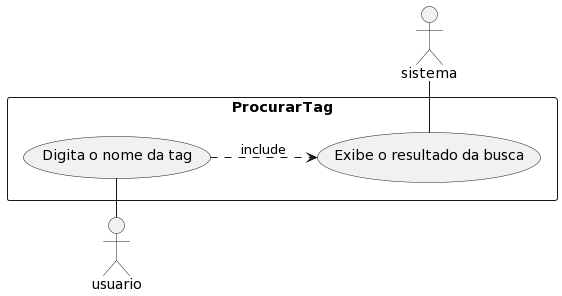 sistema
ProcurarTag
Digita o nome da tag
include
Exibe o resultado da busca
usuario